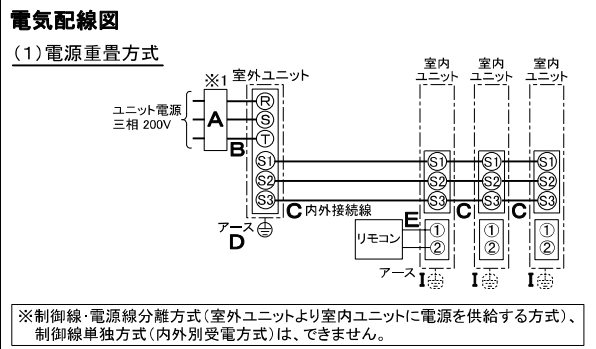 電気配線図
(1)電源重畳方式
※1
室外ユニット
室内
ユニット
室内
ユニット
室内
ユニット
ユニット電源
三相 200V
A
B
R
S
T
S1
S2
S3
S1
S2
S3
S1
S2
S3
S1
S2
S3
C
内外接続線
C
C
アース
D
リモコン
E
①
②
①
②
①
②
アース
I
I
I
※制御線・電源線分離方式(室外ユニットより室内ユニットに電源を供給する方式)、
制御線単独方式(内外別受電方式)は、できません。